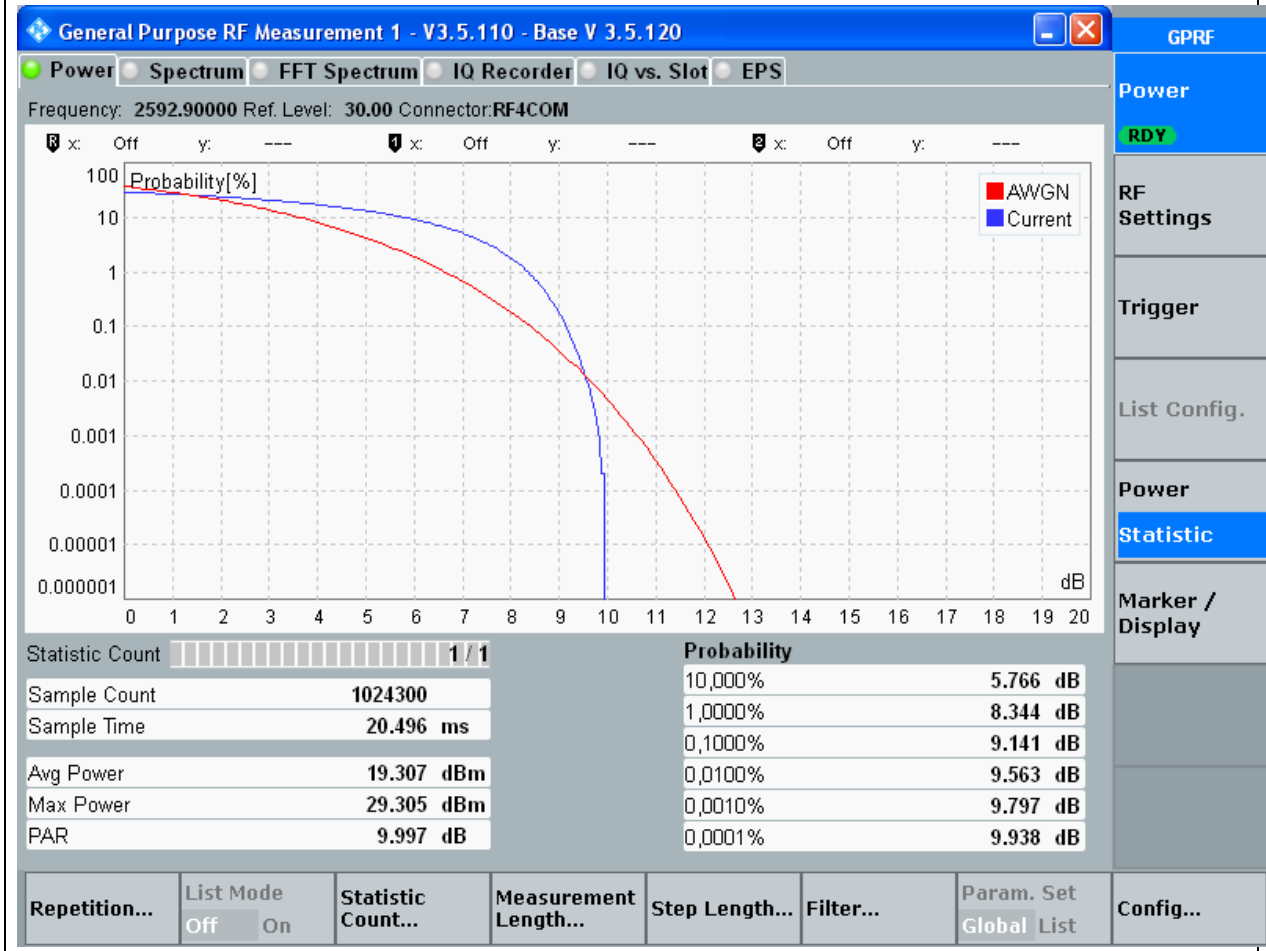 General Purpose RF Measurement 1 - V3.5.110 - Base V 3.5.120
GPRF
Power Spectrum FFT Spectrum IQ Recorder IQ vs. Slot EPS
Frequency: 2592.90000 Ref. Level: 30.00 Connector:RF4COM
Power
RDY
R x: Off y: --- 1 x: Off y: --- 2 x: Off y: ---
Probability[%]
AWGN
Current
100
10
1
0.1
0.01
0.001
0.0001
0.00001
0.000001
dB
0 1 2 3 4 5 6 7 8 9 10 11 12 13 14 15 16 17 18 19 20
RF Settings
Trigger
List Config.
Power
Statistic
Marker / Display
Statistic Count 1 / 1
Sample Count 1024300
Sample Time 20.496 ms
Avg Power 19.307 dBm
Max Power 29.305 dBm
PAR 9.997 dB
Probability
10,000% 5.766 dB
1,0000% 8.344 dB
0,1000% 9.141 dB
0,0100% 9.563 dB
0,0010% 9.797 dB
0,0001% 9.938 dB
Repetition...
List Mode
Off On
Statistic Count...
Measurement Length...
Step Length...
Filter...
Param. Set
Global List
Config...